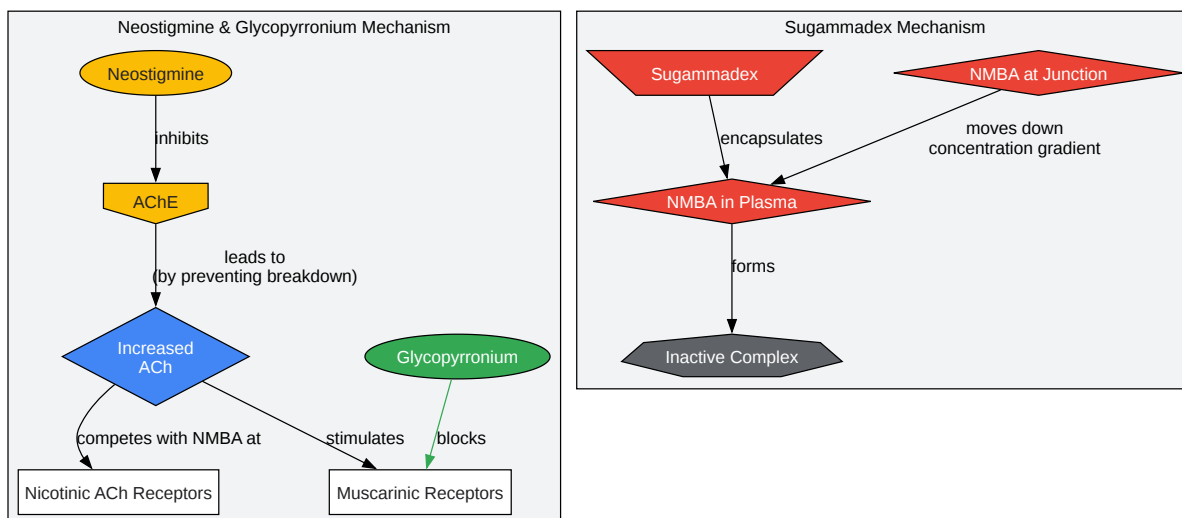 Neostigmine & Glycopyrronium Mechanism
Neostigmine
inhibits
AChE
leads to
(by preventing breakdown)
Increased
ACh
Glycopyrronium
competes with NMBA at
stimulates
blocks
Nicotinic ACh Receptors
Muscarinic Receptors
Sugammadex Mechanism
Sugammadex
NMBA at Junction
encapsulates
moves down
concentration gradient
NMBA in Plasma
forms
Inactive Complex